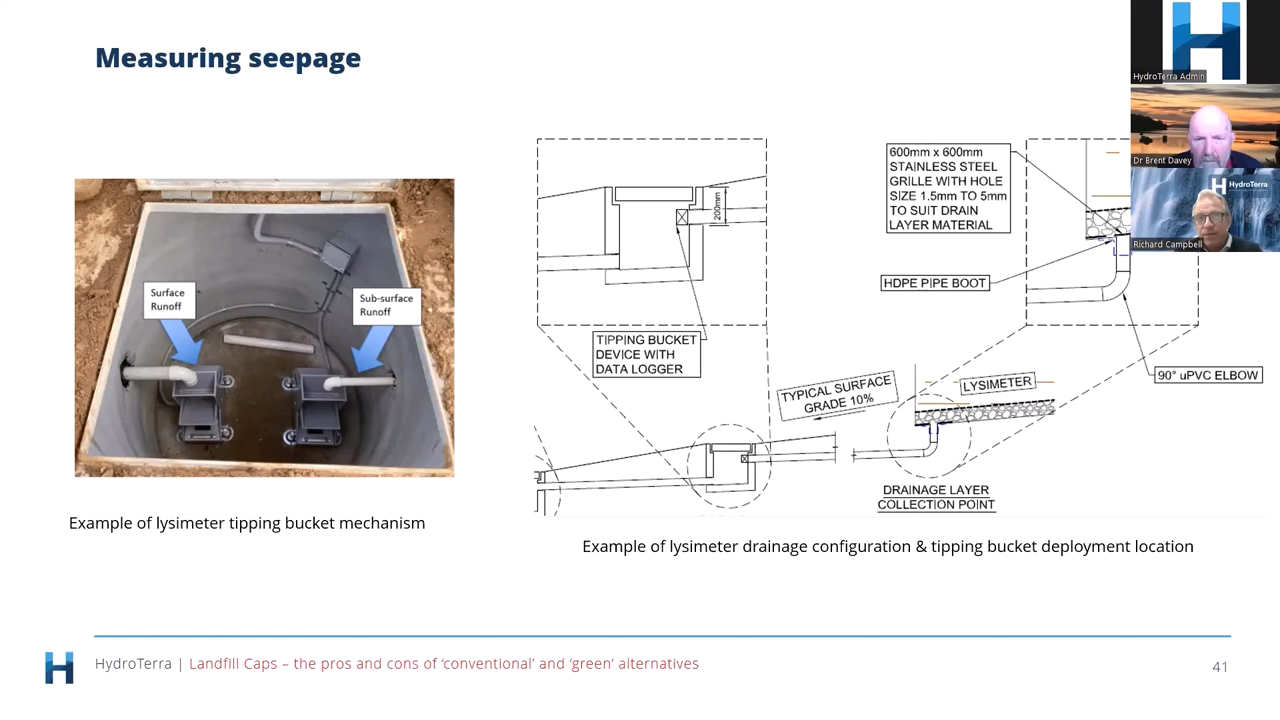 Measuring seepage
HydroTerra Admin
Dr Brent Davey
HydroTerra
Richard Campbell
Surface
Runoff
Sub-surface
Runoff
Example of lysimeter tipping bucket mechanism
200mm
TIPPING BUCKET
DEVICE WITH
DATA LOGGER
600mm x 600mm
STAINLESS STEEL
GRILLE WITH HOLE
SIZE 1.5mm TO 5mm
TO SUIT DRAIN
LAYER MATERIAL
HDPE PIPE BOOT
90° uPVC ELBOW
TYPICAL SURFACE
GRADE 10%
LYSIMETER
DRAINAGE LAYER
COLLECTION POINT
Example of lysimeter drainage configuration & tipping bucket deployment location
HydroTerra | Landfill Caps – the pros and cons of ‘conventional’ and ‘green’ alternatives
41